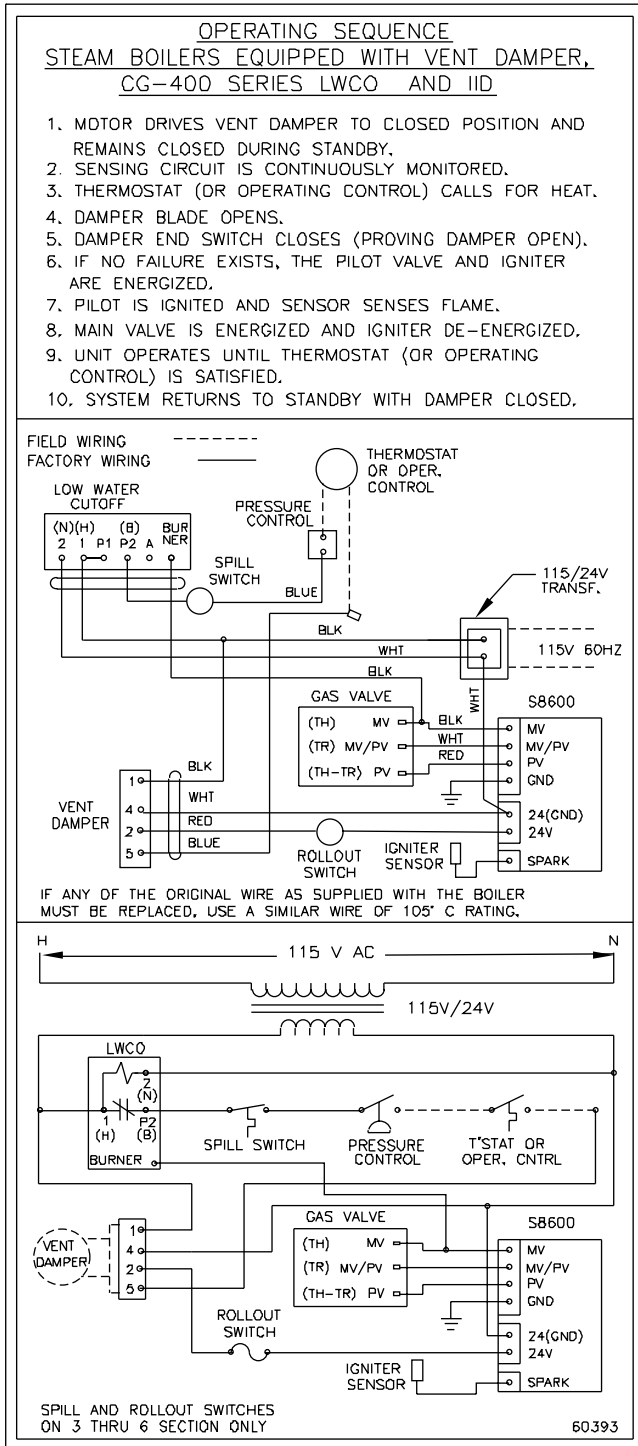 OPERATING SEQUENCE
STEAM BOILERS EQUIPPED WITH VENT DAMPER,
CG-400 SERIES LWCO AND IID
1. MOTOR DRIVES VENT DAMPER TO CLOSED POSITION AND
REMAINS CLOSED DURING STANDBY.
2. SENSING CIRCUIT IS CONTINUOUSLY MONITORED.
3. THERMOSTAT (OR OPERATING CONTROL) CALLS FOR HEAT.
4. DAMPER BLADE OPENS.
5. DAMPER END SWITCH CLOSES (PROVING DAMPER OPEN).
6. IF NO FAILURE EXISTS, THE PILOT VALVE AND IGNITER
ARE ENERGIZED.
7. PILOT IS IGNITED AND SENSOR SENSES FLAME.
8. MAIN VALVE IS ENERGIZED AND IGNITER DE-ENERGIZED.
9. UNIT OPERATES UNTIL THERMOSTAT (OR OPERATING
CONTROL) IS SATISFIED.
10. SYSTEM RETURNS TO STANDBY WITH DAMPER CLOSED.
FIELD WIRING
FACTORY WIRING
THERMOSTAT
OR OPER.
CONTROL
LOW WATER
CUTOFF
(N)(H) (B) BUR
2 1 P1 P2 A NER
PRESSURE
CONTROL
SPILL
SWITCH
BLUE
115/24V
TRANSF.
BLK
WHT
115V 60HZ
BLK
WHT
GAS VALVE
(TH) MV
(TR) MV/PV
(TH-TR) PV
BLK
WHT
RED
S8600
MV
MV/PV
PV
GND
24(GND)
24V
SPARK
VENT
DAMPER
1
4
2
5
BLK
WHT
RED
BLUE
ROLLOUT
SWITCH
IGNITER
SENSOR
IF ANY OF THE ORIGINAL WIRE AS SUPPLIED WITH THE BOILER
MUST BE REPLACED, USE A SIMILAR WIRE OF 105° C RATING.
H 115 V AC N
115V/24V
LWCO
2
(N)
1
(H)
P2
(B)
BURNER
SPILL SWITCH
PRESSURE
CONTROL
T'STAT OR
OPER. CNTRL
VENT
DAMPER
1
4
2
5
GAS VALVE
(TH) MV
(TR) MV/PV
(TH-TR) PV
S8600
MV
MV/PV
PV
GND
24(GND)
24V
SPARK
ROLLOUT
SWITCH
IGNITER
SENSOR
SPILL AND ROLLOUT SWITCHES
ON 3 THRU 6 SECTION ONLY
60393